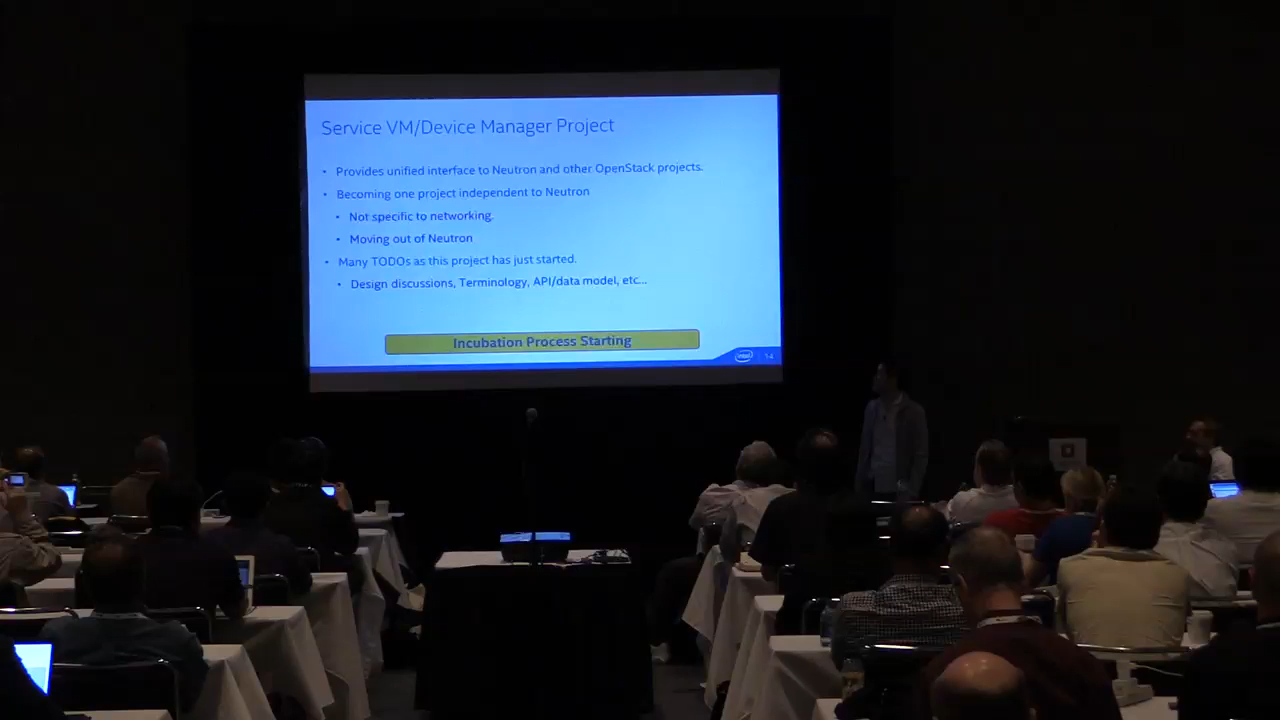 Service VM/Device Manager Project
• Provides unified interface to Neutron and other OpenStack projects.
• Becoming one project independent to Neutron
• Not specific to networking.
• Moving out of Neutron
• Many TODOs as this project has just started.
• Design discussions, Terminology, API/data model, etc...
Incubation Process Starting
intel
14